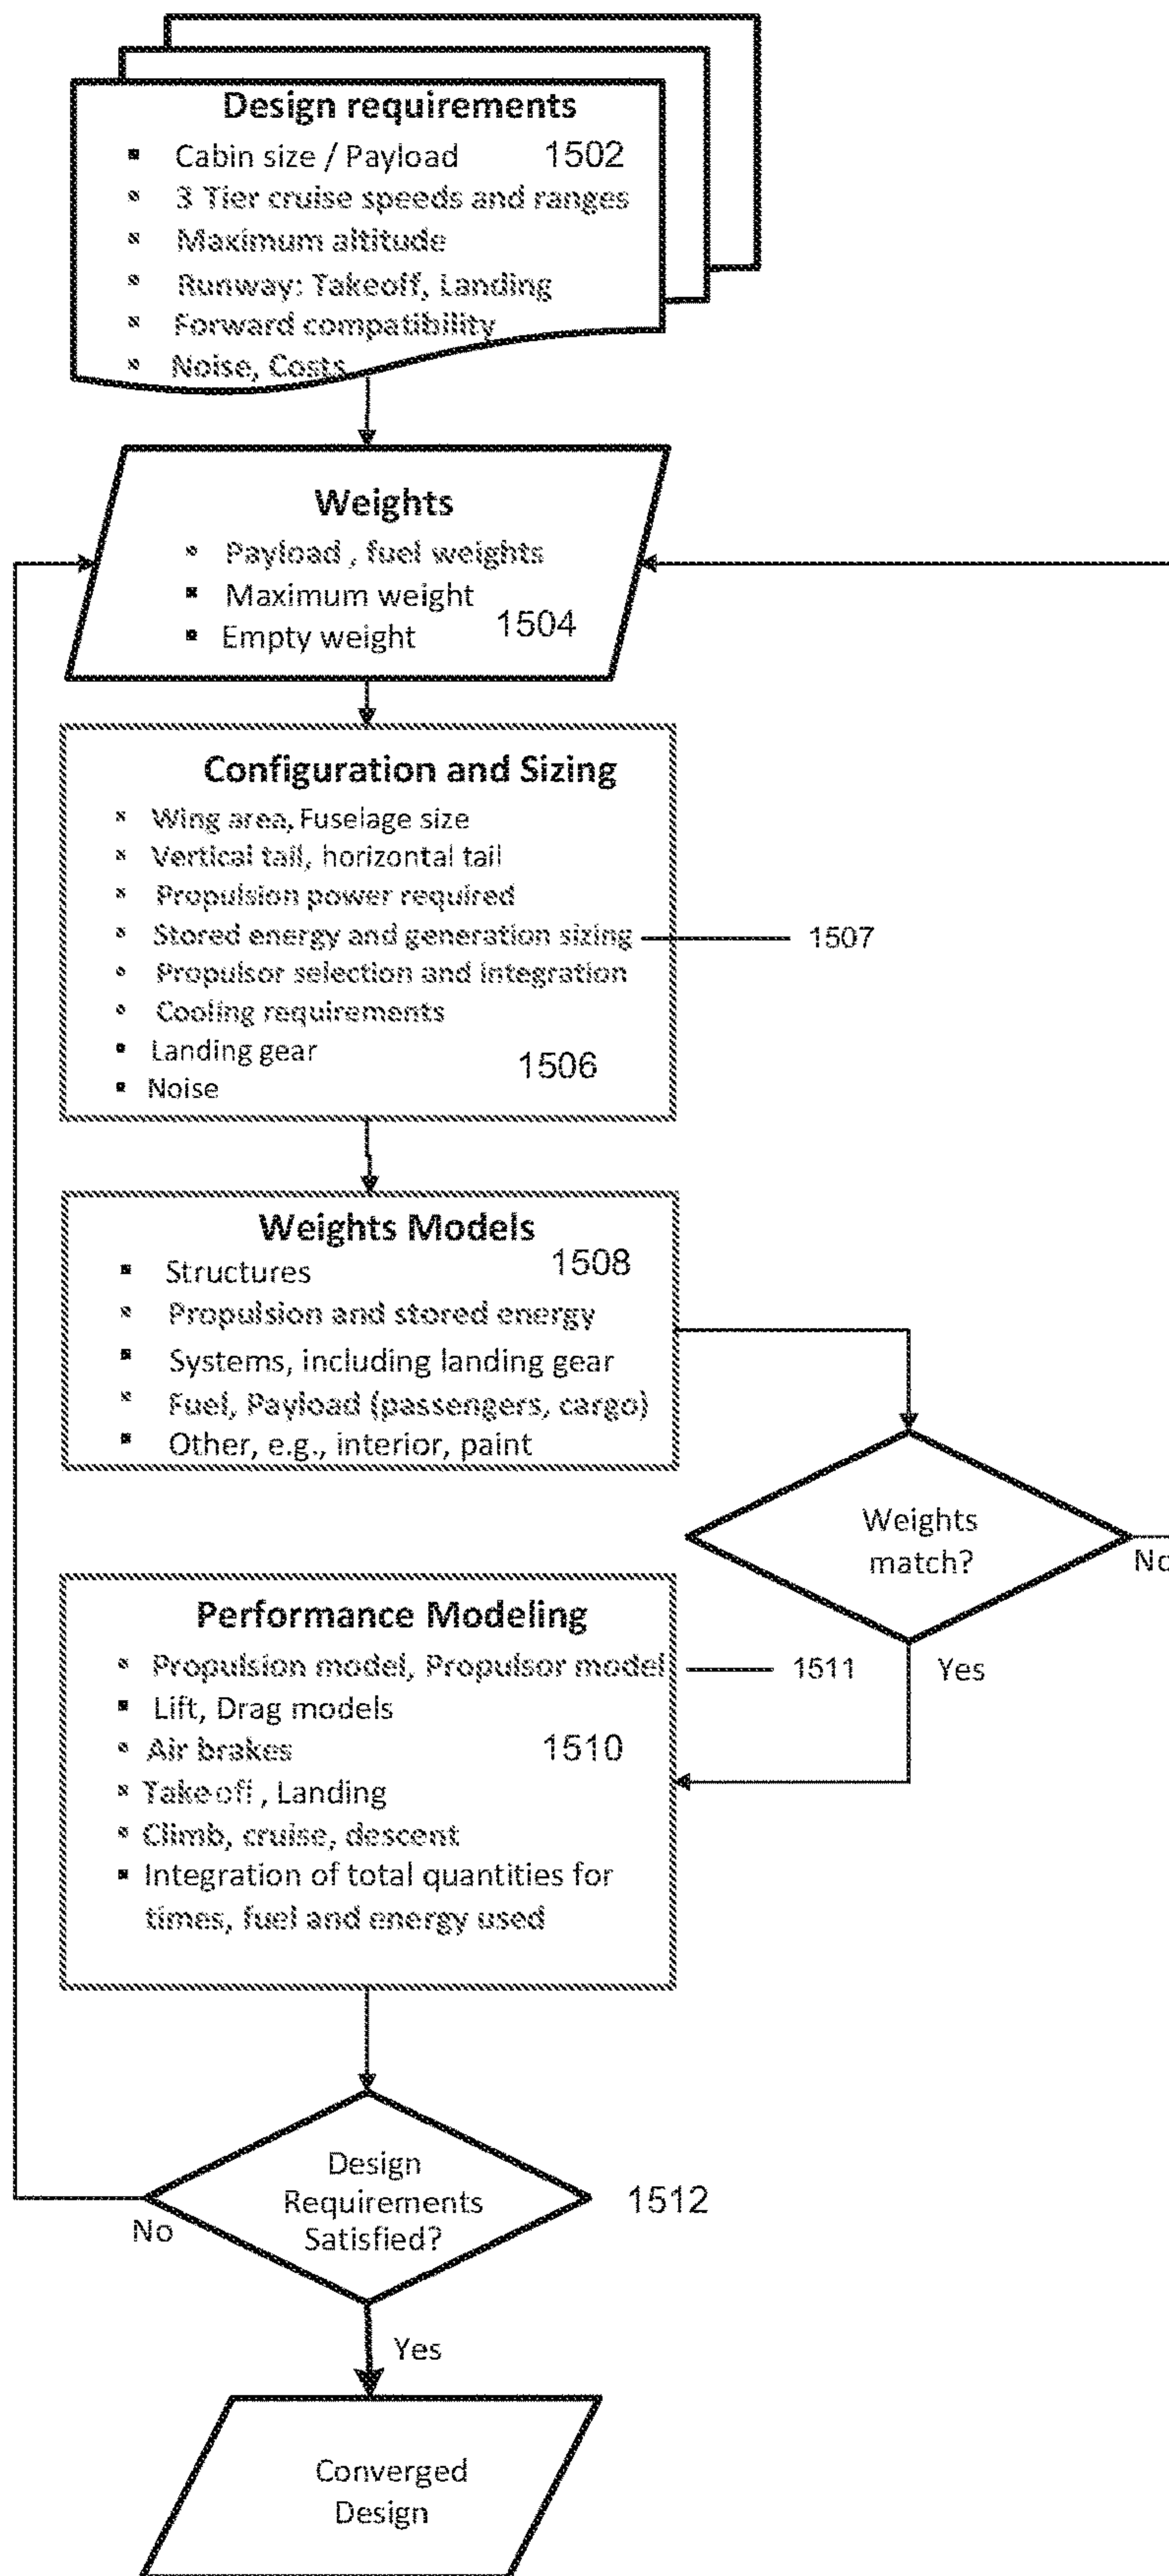 Design requirements
▪ Cabin size / Payload 1502
▪ 3 Tier cruise speeds and ranges
▪ Maximum altitude
▪ Runway: Takeoff, Landing
▪ Forward compatibility
▪ Noise, Costs
Weights
▪ Payload , fuel weights
▪ Maximum weight
▪ Empty weight 1504
Configuration and Sizing
▪ Wing area, Fuselage size
▪ Vertical tail, horizontal tail
▪ Propulsion power required
▪ Stored energy and generation sizing 1507
▪ Propulsor selection and integration
▪ Cooling requirements
▪ Landing gear 1506
▪ Noise
Weights Models
▪ Structures 1508
▪ Propulsion and stored energy
▪ Systems, including landing gear
▪ Fuel, Payload (passengers, cargo)
▪ Other, e.g., interior, paint
Weights
match?
No
Yes
Performance Modeling
▪ Propulsion model, Propulsor model 1511
▪ Lift, Drag models
▪ Air brakes 1510
▪ Takeoff , Landing
▪ Climb, cruise, descent
▪ Integration of total quantities for
times, fuel and energy used
Design
Requirements
Satisfied?
1512
No
Yes
Converged
Design